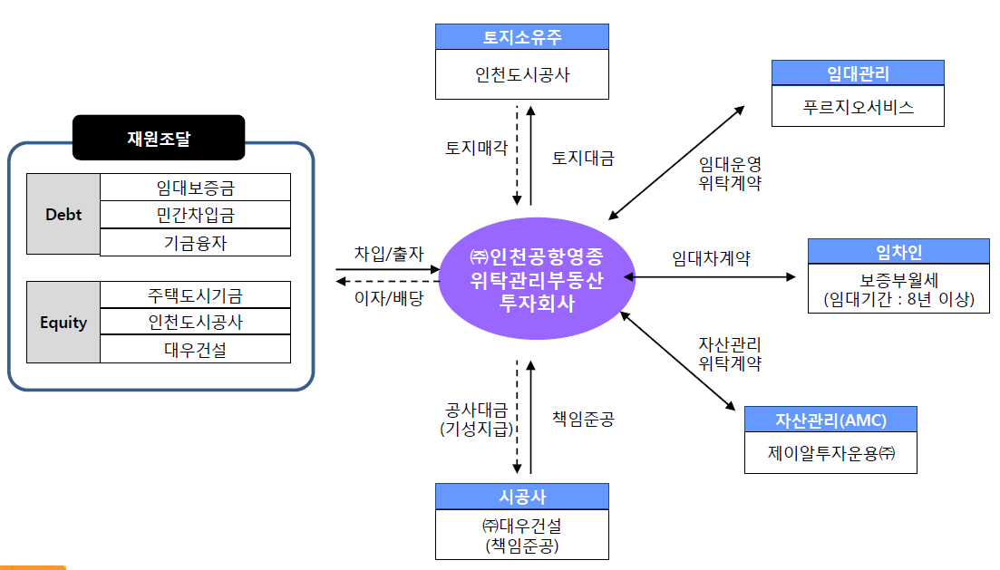 토지소유주
인천도시공사
임대관리
푸르지오서비스
재원조달
Debt
임대보증금
민간차입금
기금융자
Equity
주택도시기금
인천도시공사
대우건설
토지매각
토지대금
임대운영
위탁계약
차입/출자
이자/배당
㈜인천공항영종
위탁관리부동산
투자회사
임대차계약
임차인
보증부월세
(임대기간 : 8년 이상)
자산관리
위탁계약
공사대금
(기성지급)
책임준공
자산관리(AMC)
제이알투자운용㈜
시공사
㈜대우건설
(책임준공)